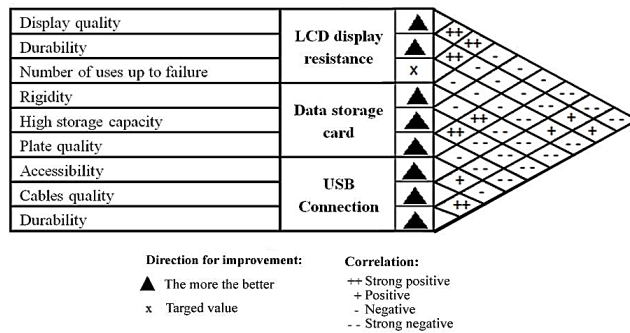 Display quality
Durability
Number of uses up to failure
LCD display
resistance
x
Rigidity
High storage capacity
Plate quality
Data storage
card
Accessibility
Cables quality
Durability
USB
Connection
Direction for improvement:
The more the better
x Targed value
Correlation:
++ Strong positive
+ Positive
- Negative
- - Strong negative